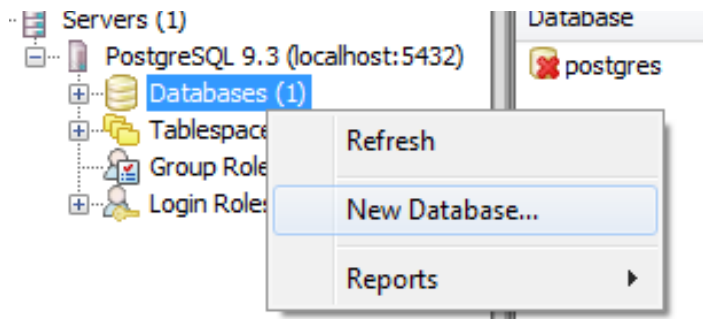 Servers (1)
Database
PostgreSQL 9.3 (localhost:5432)
postgres
Databases (1)
Tablespace
Refresh
Group Role
Login Roles
New Database...
Reports